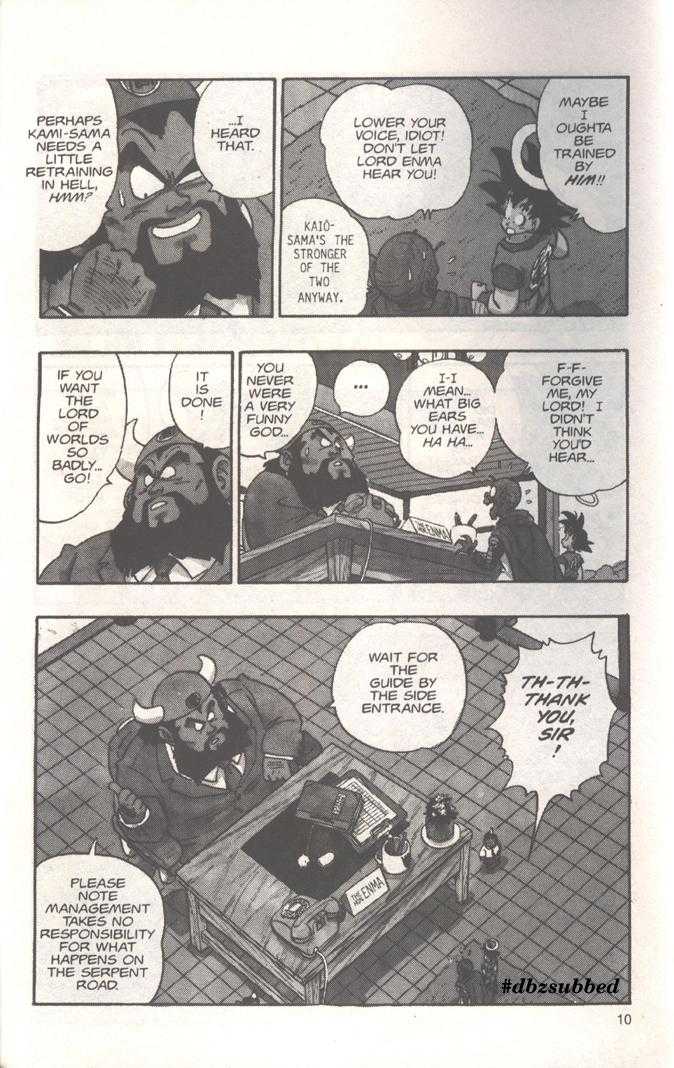 MAYBE
I
OUGHTA
BE
TRAINED
BY
HIM!!
LOWER YOUR
VOICE, IDIOT!
DON'T LET
LORD ENMA
HEAR YOU!
KAIÔ-
SAMA'S THE
STRONGER
OF THE
TWO
ANYWAY.
...I
HEARD
THAT.
PERHAPS
KAMI-SAMA
NEEDS A
LITTLE
RETRAINING
IN HELL,
HMM?
F-F-
FORGIVE
ME, MY
LORD! I
DIDN'T
THINK
YOU'D
HEAR...
I-I
MEAN...
WHAT BIG
EARS
YOU HAVE...
HA HA...
...
YOU
NEVER
WERE
A VERY
FUNNY
GOD...
ENMA
IT
IS
DONE
!
IF YOU
WANT
THE
LORD
OF
WORLDS
SO
BADLY...
GO!
TH-TH-
THANK
YOU,
SIR
!
WAIT FOR
THE
GUIDE BY
THE SIDE
ENTRANCE.
ENMA
PLEASE
NOTE
MANAGEMENT
TAKES NO
RESPONSIBILITY
FOR WHAT
HAPPENS ON
THE SERPENT
ROAD.
#dbzsubbed
10